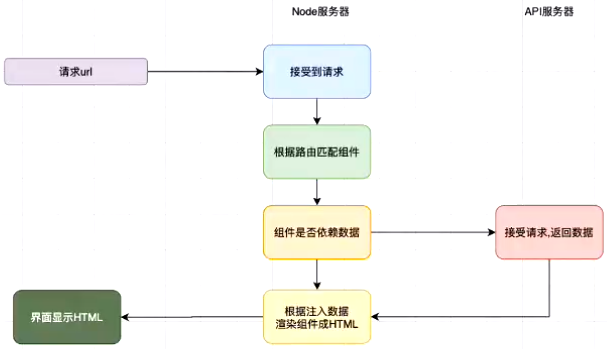 Node服务器
API服务器
请求url
接受到请求
根据路由匹配组件
组件是否依赖数据
接受请求,返回数据
界面显示HTML
根据注入数据
渲染组件成HTML